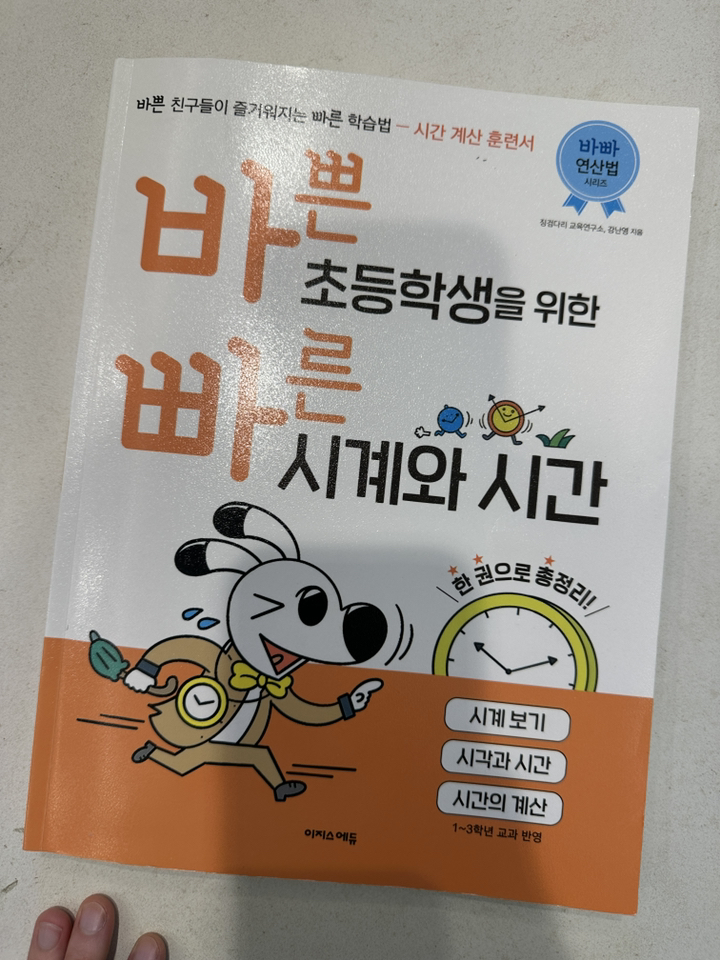 바쁜 친구들이 즐거워지는 빠른 학습법 – 시간 계산 훈련서
바빠
연산법
시리즈
징검다리 교육연구소, 강난영 지음
바쁜
초등학생을 위한
빠른
시계와 시간
한 권으로 총정리!
시계 보기
시각과 시간
시간의 계산
1~3학년 교과 반영
이지스에듀